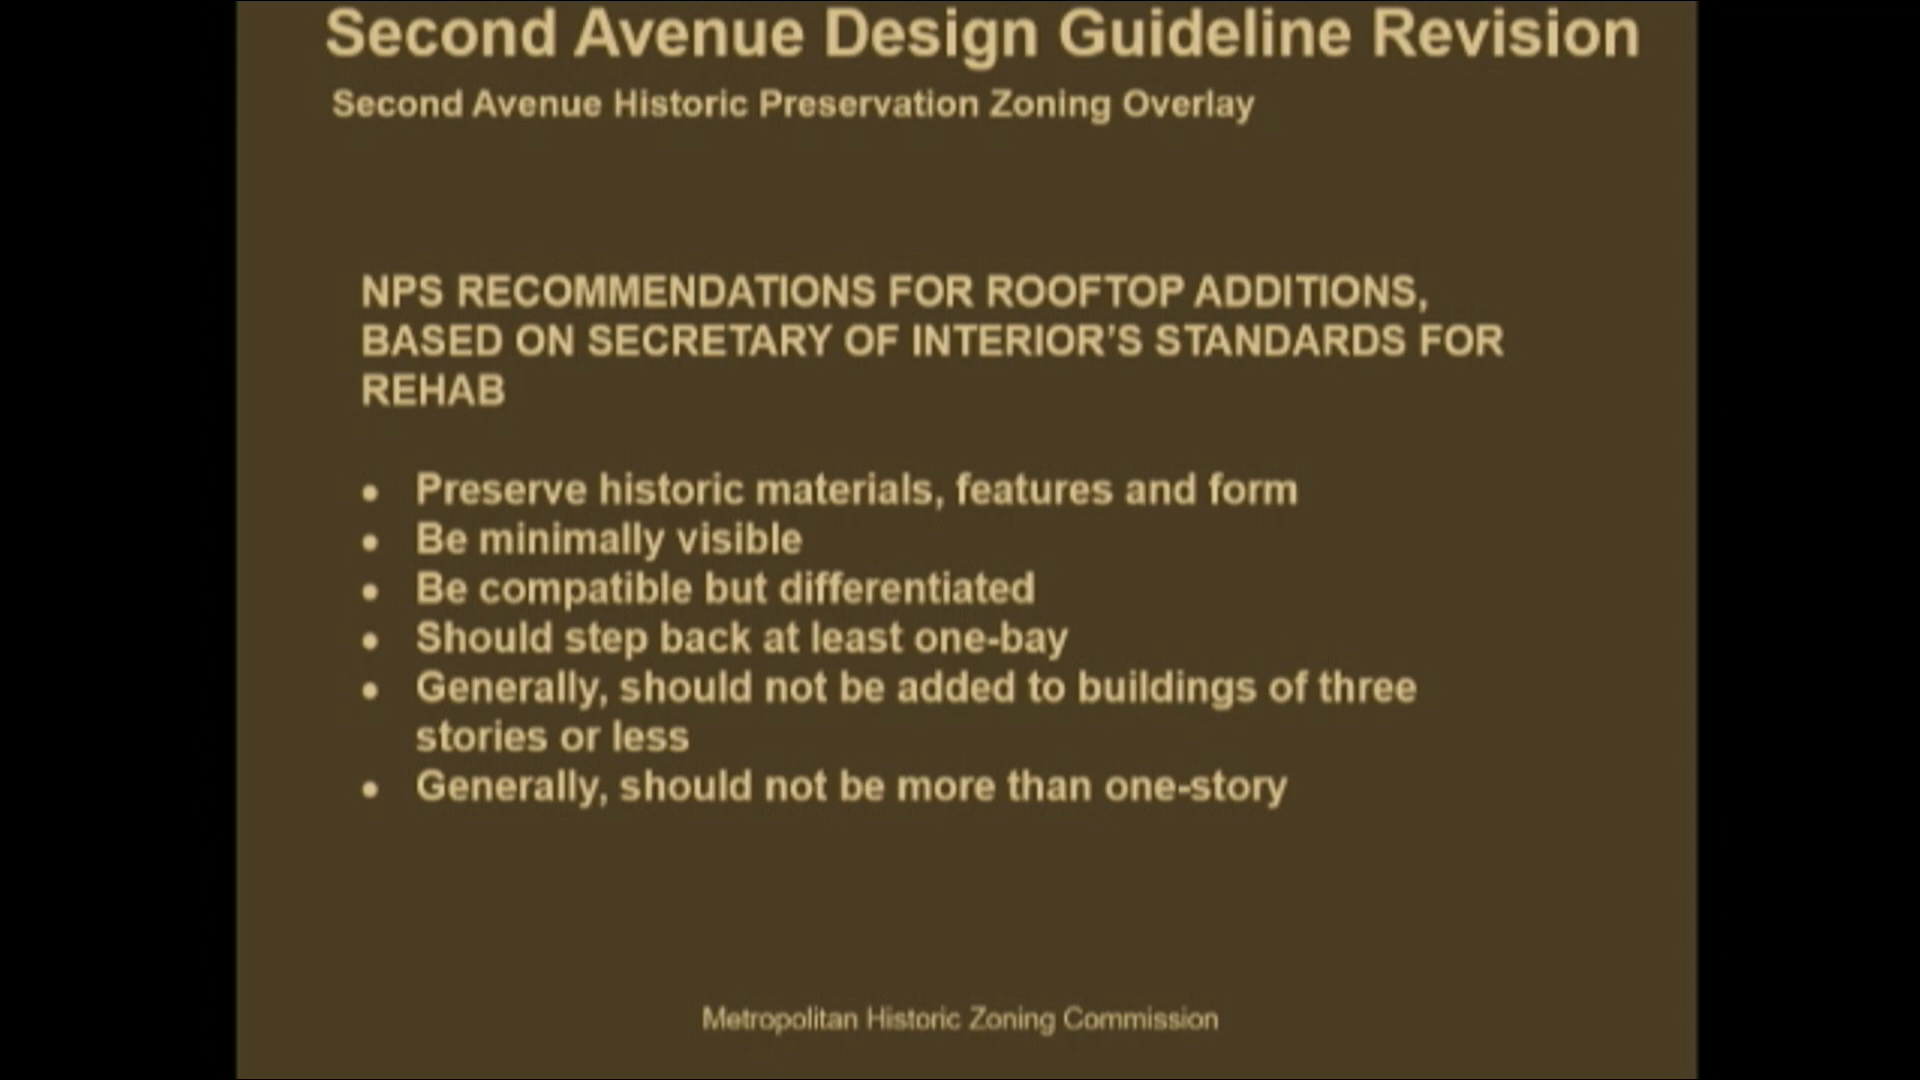 Second Avenue Design Guideline Revision
Second Avenue Historic Preservation Zoning Overlay
NPS RECOMMENDATIONS FOR ROOFTOP ADDITIONS,
BASED ON SECRETARY OF INTERIOR'S STANDARDS FOR
REHAB
• Preserve historic materials, features and form
• Be minimally visible
• Be compatible but differentiated
• Should step back at least one-bay
• Generally, should not be added to buildings of three
stories or less
• Generally, should not be more than one-story
Metropolitan Historic Zoning Commission